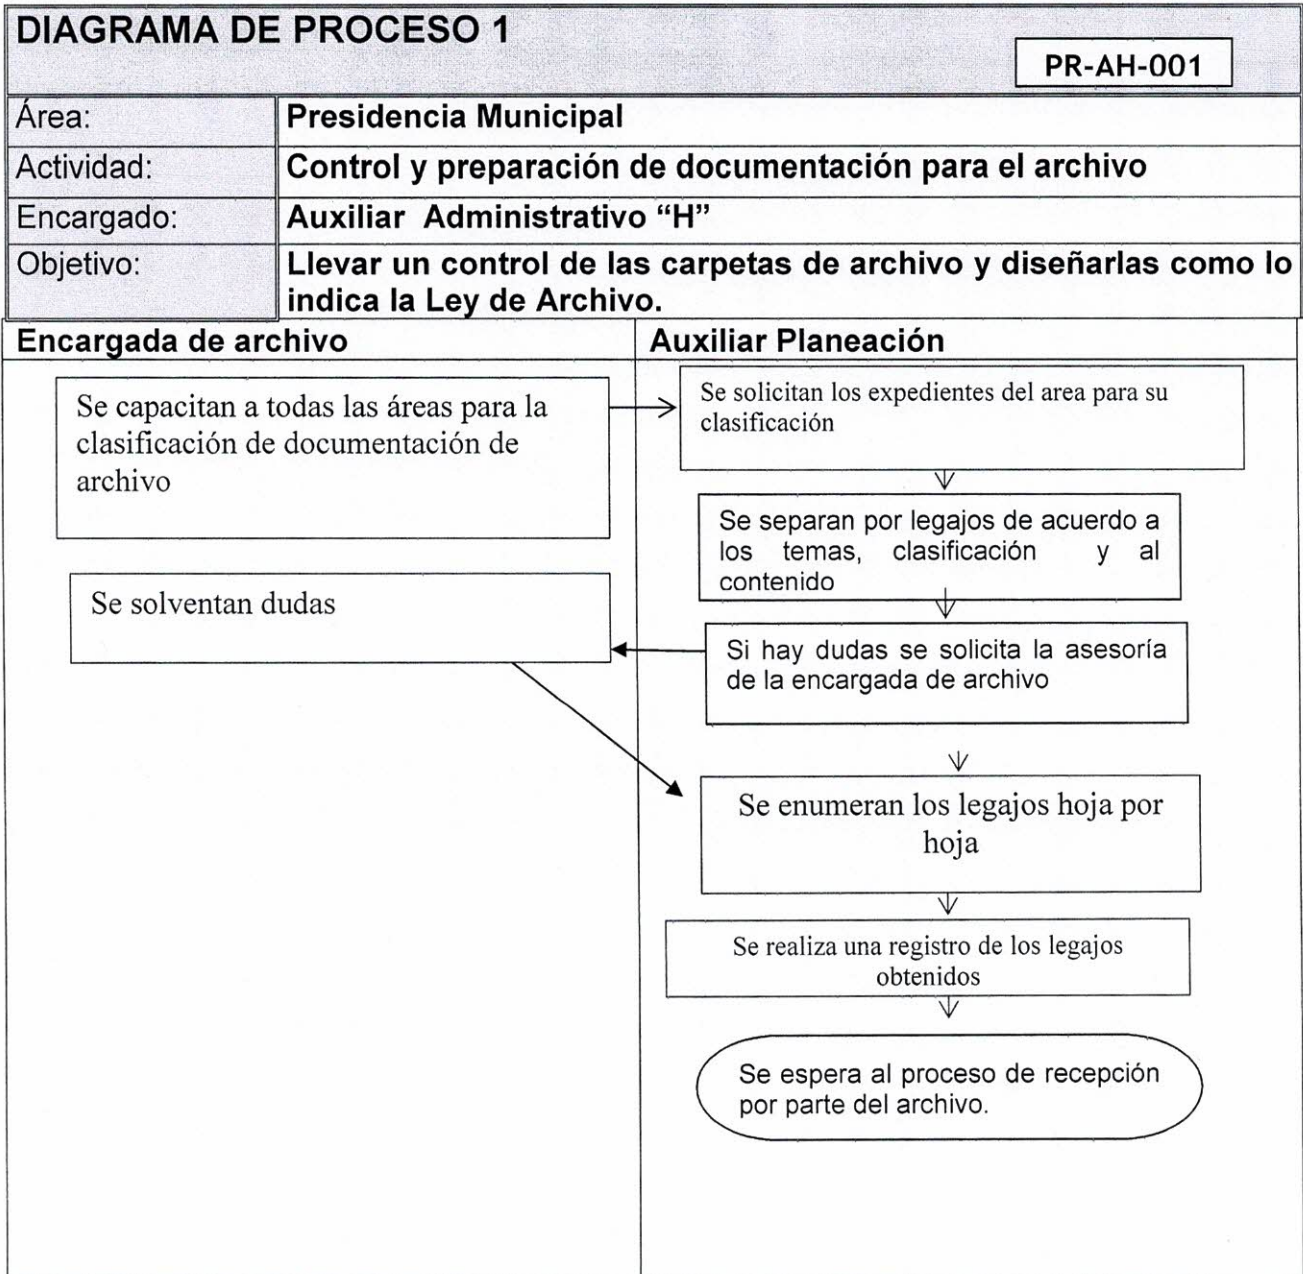 DIAGRAMA DE PROCESO 1
PR-AH-001
Área:
Presidencia Municipal
Actividad:
Control y preparación de documentación para el archivo
Encargado:
Auxiliar Administrativo “H”
Objetivo:
Llevar un control de las carpetas de archivo y diseñarlas como lo
indica la Ley de Archivo.
Encargada de archivo
Auxiliar Planeación
Se capacitan a todas las áreas para la
clasificación de documentación de
archivo
Se solicitan los expedientes del area para su
clasificación
Se separan por legajos de acuerdo a
los temas, clasificación y al
contenido
Se solventan dudas
Si hay dudas se solicita la asesoría
de la encargada de archivo
Se enumeran los legajos hoja por
hoja
Se realiza una registro de los legajos
obtenidos
Se espera al proceso de recepción
por parte del archivo.